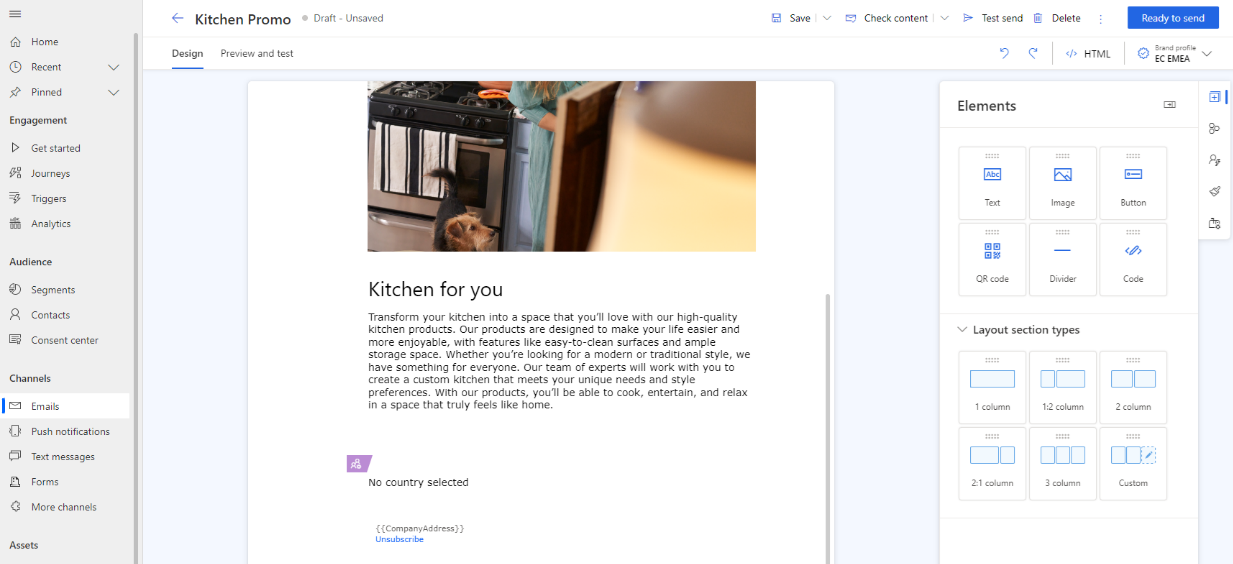 Kitchen Promo
Draft - Unsaved
Save
Check content
Test send
Delete
Ready to send
Home
Recent
Pinned
Engagement
Get started
Journeys
Triggers
Analytics
Audience
Segments
Contacts
Consent center
Channels
Emails
Push notifications
Text messages
Forms
More channels
Assets
Design
Preview and test
HTML
Brand profile
EC EMEA
Kitchen for you
Transform your kitchen into a space that you'll love with our high-quality
kitchen products. Our products are designed to make your life easier and
more enjoyable, with features like easy-to-clean surfaces and ample
storage space. Whether you're looking for a modern or traditional style, we
have something for everyone. Our team of experts will work with you to
create a custom kitchen that meets your unique needs and style
preferences. With our products, you'll be able to cook, entertain, and relax
in a space that truly feels like home.
No country selected
{{CompanyAddress}}
Unsubscribe
Elements
Abc
Text
Image
Button
QR code
Divider
Code
Layout section types
1 column
1:2 column
2 column
2:1 column
3 column
Custom